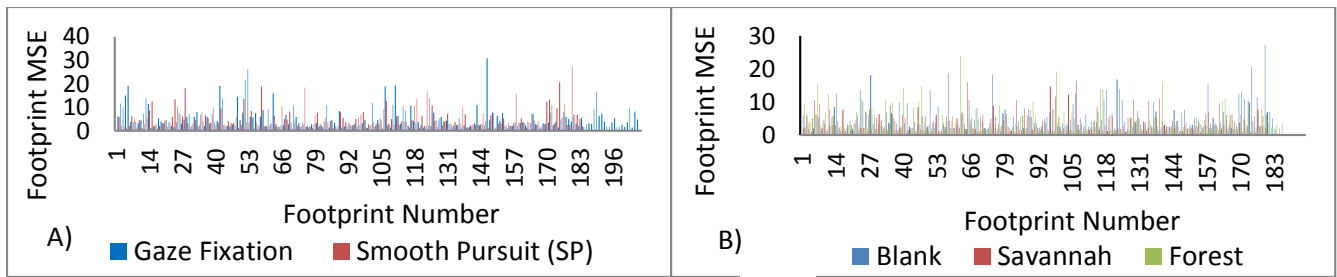 Footprint MSE
40
30
20
10
0
1 14 27 40 53 66 79 92 105 118 131 144 157 170 183 196
Footprint Number
A)
Gaze Fixation Smooth Pursuit (SP)
Footprint MSE
30
20
10
0
1 14 27 40 53 66 79 92 105 118 131 144 157 170 183
Footprint Number
B)
Blank Savannah Forest